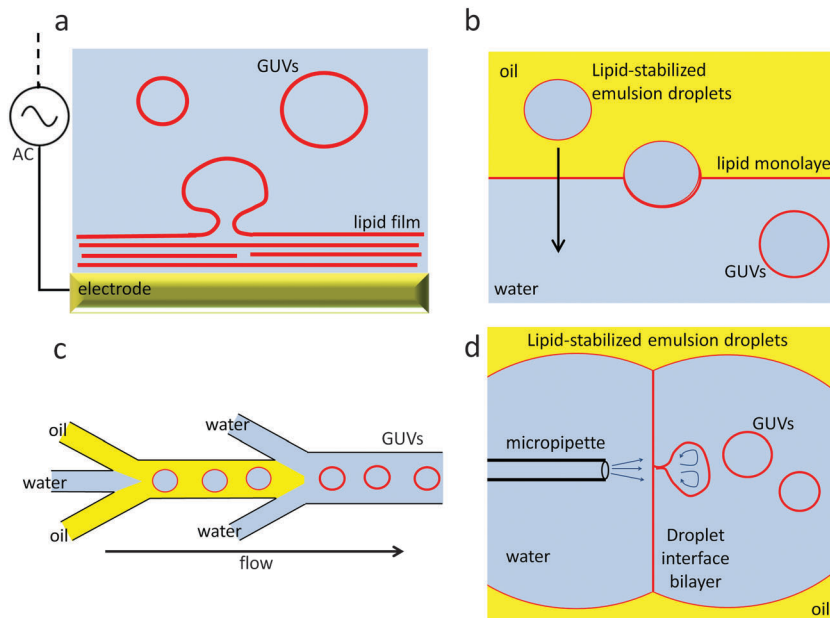 a
GUVs
AC
lipid film
electrode
b
oil
Lipid-stabilized
emulsion droplets
lipid monolaye
GUVs
water
c
oil
water
GUVs
water
oil
water
flow
d
Lipid-stabilized emulsion droplets
GUVs
micropipette
Droplet
interface
bilayer
water
oil